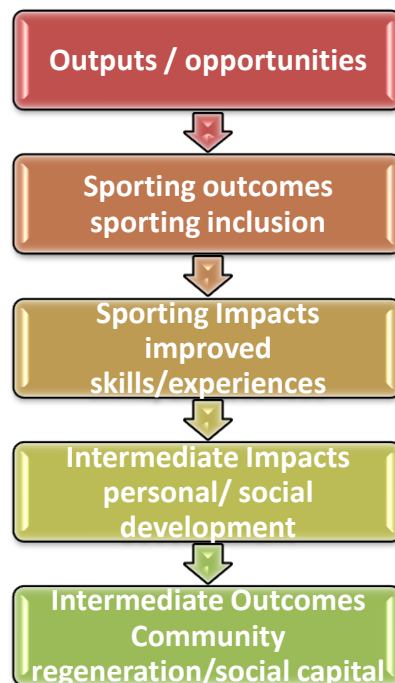 Outputs / opportunities
Sporting outcomes
sporting inclusion
Sporting Impacts
improved
skills/experiences
Intermediate Impacts
personal/ social
development
Intermediate Outcomes
Community
regeneration/social capital